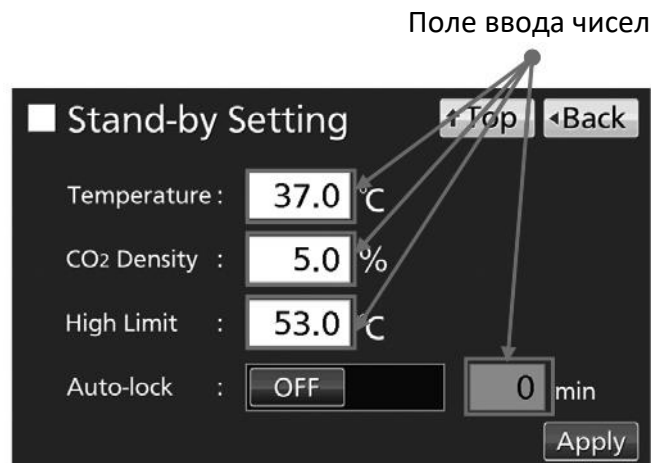 Поле ввода чисел
Stand-by Setting ↑Top ◂Back
Temperature: 37.0 °C
CO2 Density : 5.0 %
High Limit : 53.0 °C
Auto-lock : OFF 0 min
Apply